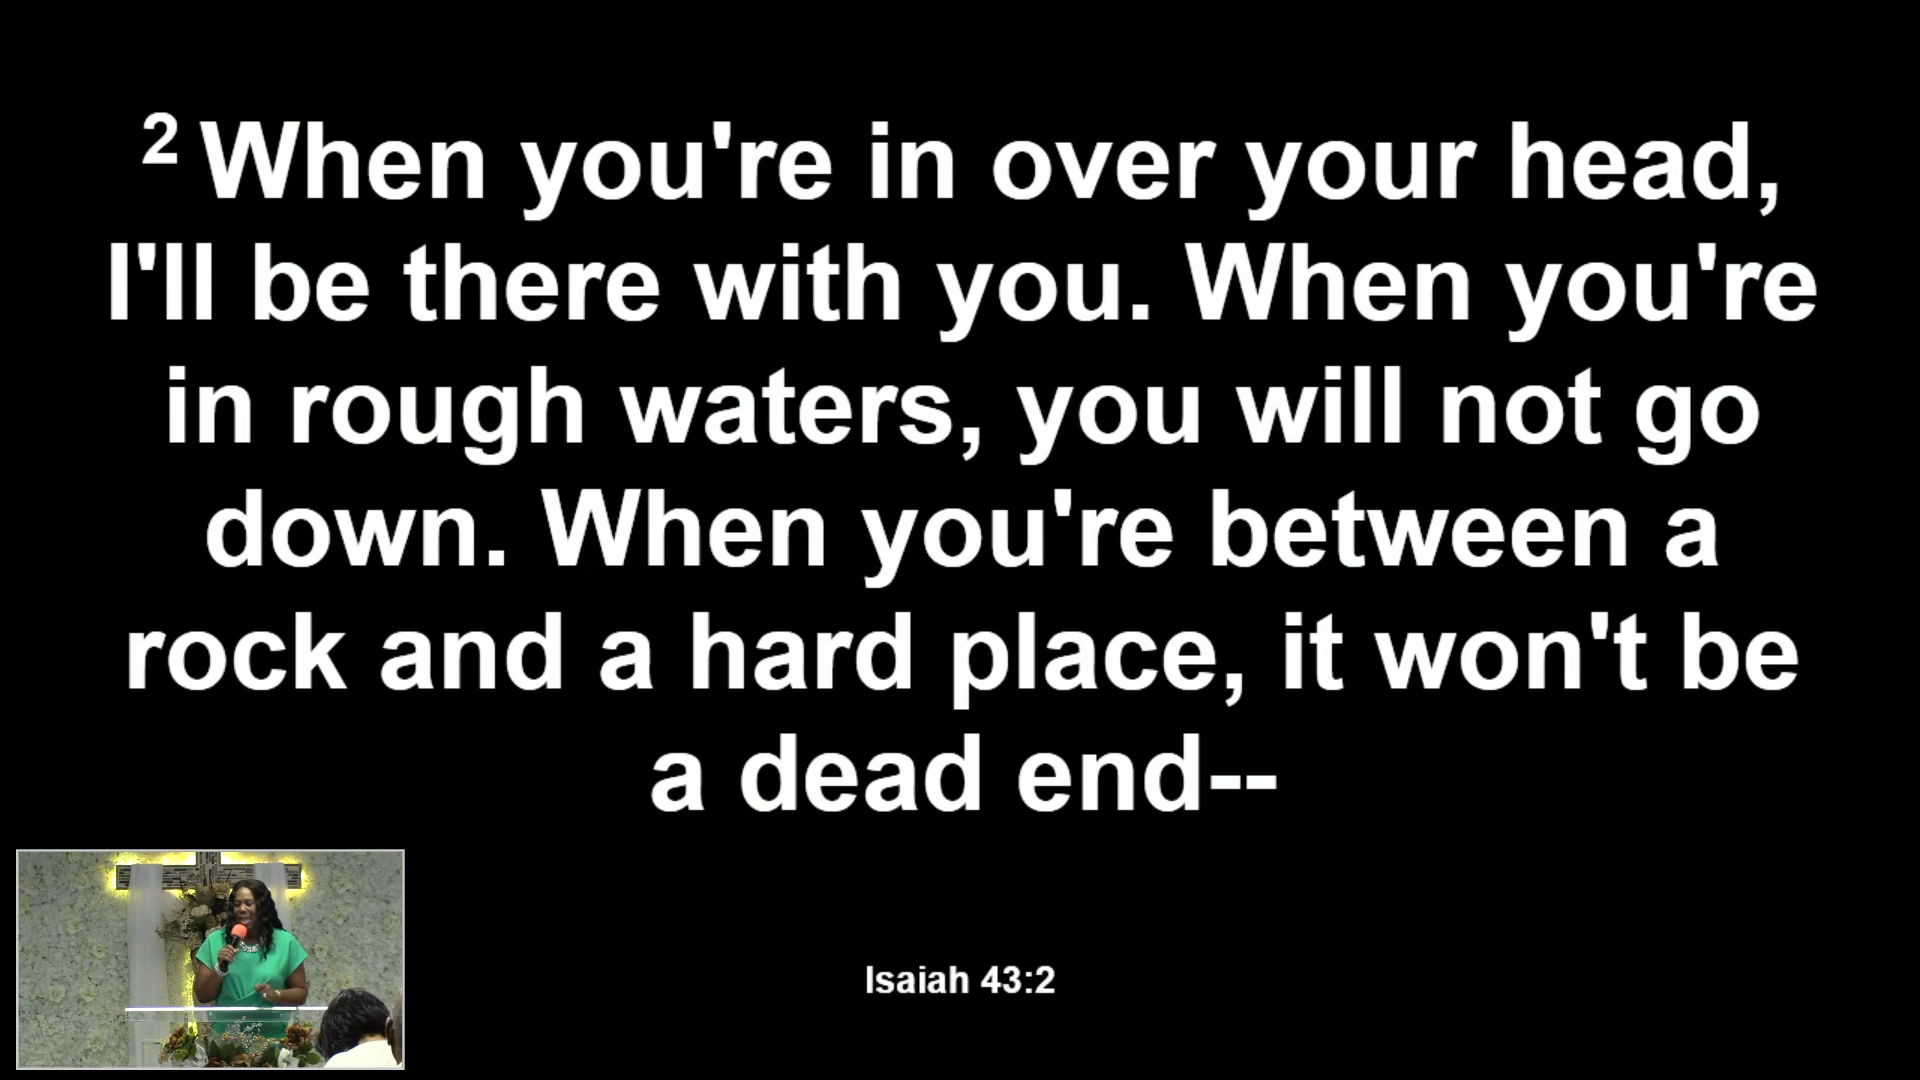 2 When you're in over your head,
I'll be there with you. When you're
in rough waters, you will not go
down. When you're between a
rock and a hard place, it won't be
a dead end--
Isaiah 43:2